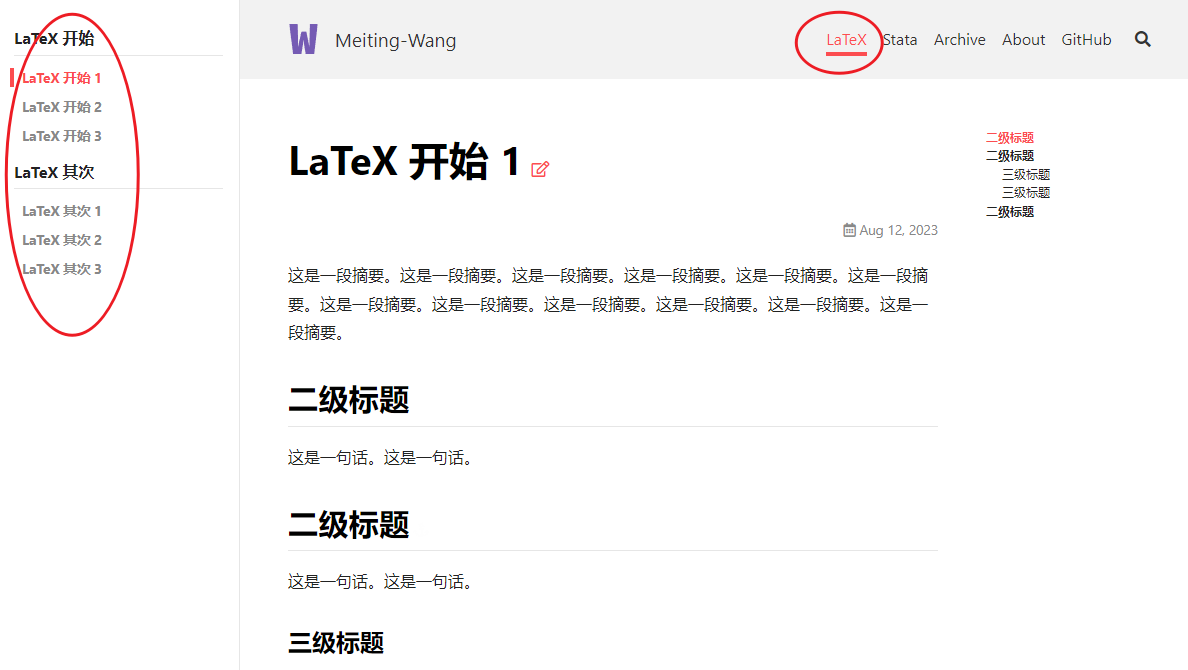 LaTeX 开始
LaTeX 开始 1
LaTeX 开始 2
LaTeX 开始 3
LaTeX 其次
LaTeX 其次 1
LaTeX 其次 2
LaTeX 其次 3
W Meiting-Wang
LaTeX Stata Archive About GitHub
LaTeX 开始 1
Aug 12, 2023
这是一段摘要。这是一段摘要。这是一段摘要。这是一段摘要。这是一段摘要。这是一段摘
要。这是一段摘要。这是一段摘要。这是一段摘要。这是一段摘要。这是一段摘要。这是一
段摘要。
二级标题
这是一句话。这是一句话。
二级标题
这是一句话。这是一句话。
三级标题
二级标题
二级标题
三级标题
三级标题
二级标题